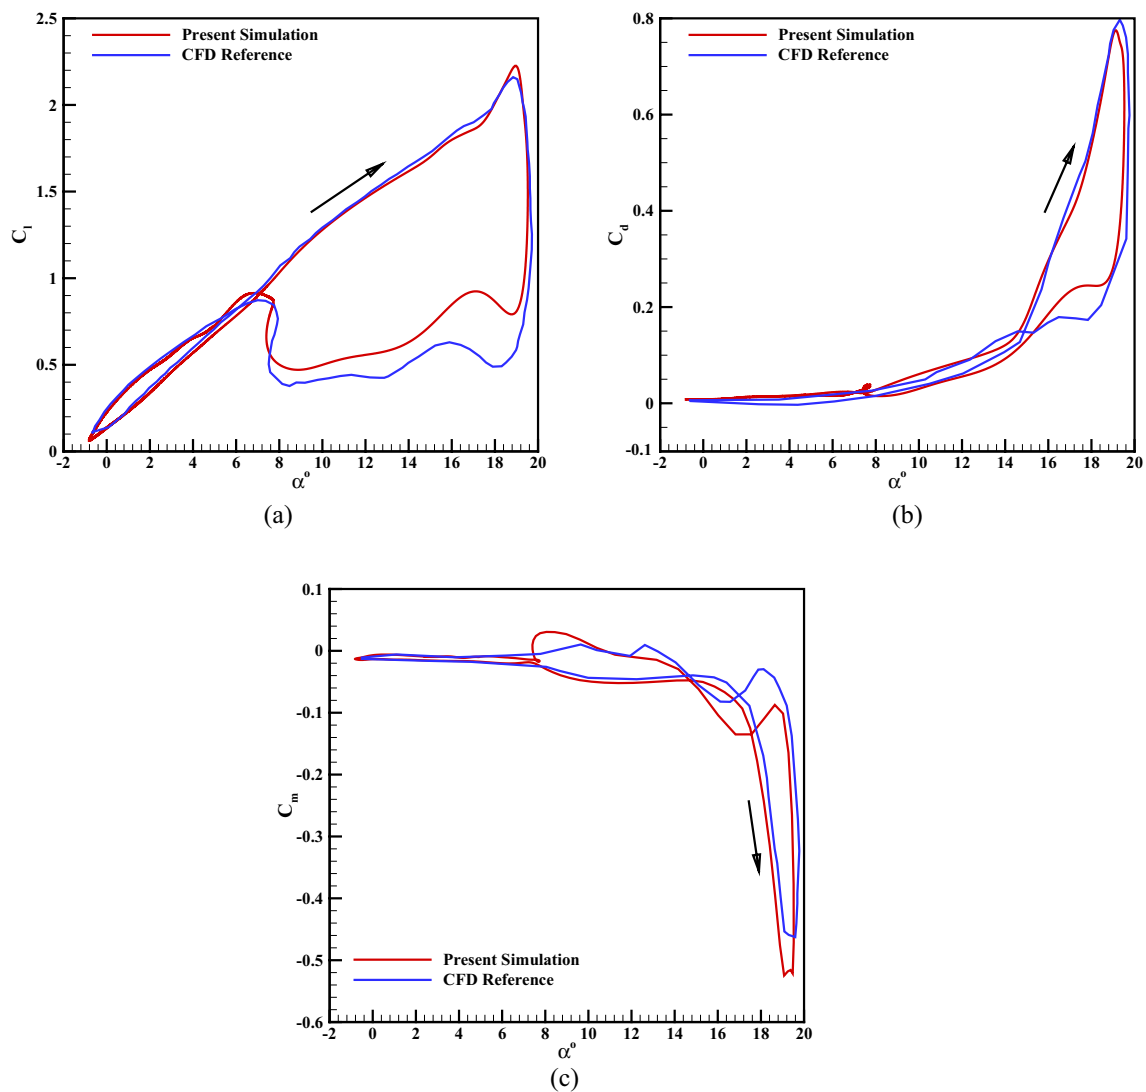 2.5
Present Simulation
CFD Reference
2
1.5
C_l
1
0.5
0
-2 0 2 4 6 8 10 12 14 16 18 20
α°
(a)
0.8
Present Simulation
CFD Reference
0.6
0.4
C_d
0.2
0
-0.1
-2 0 2 4 6 8 10 12 14 16 18 20
α°
(b)
0.1
0
-0.1
-0.2
C_m
-0.3
-0.4
-0.5
Present Simulation
CFD Reference
-0.6
-2 0 2 4 6 8 10 12 14 16 18 20
α°
(c)